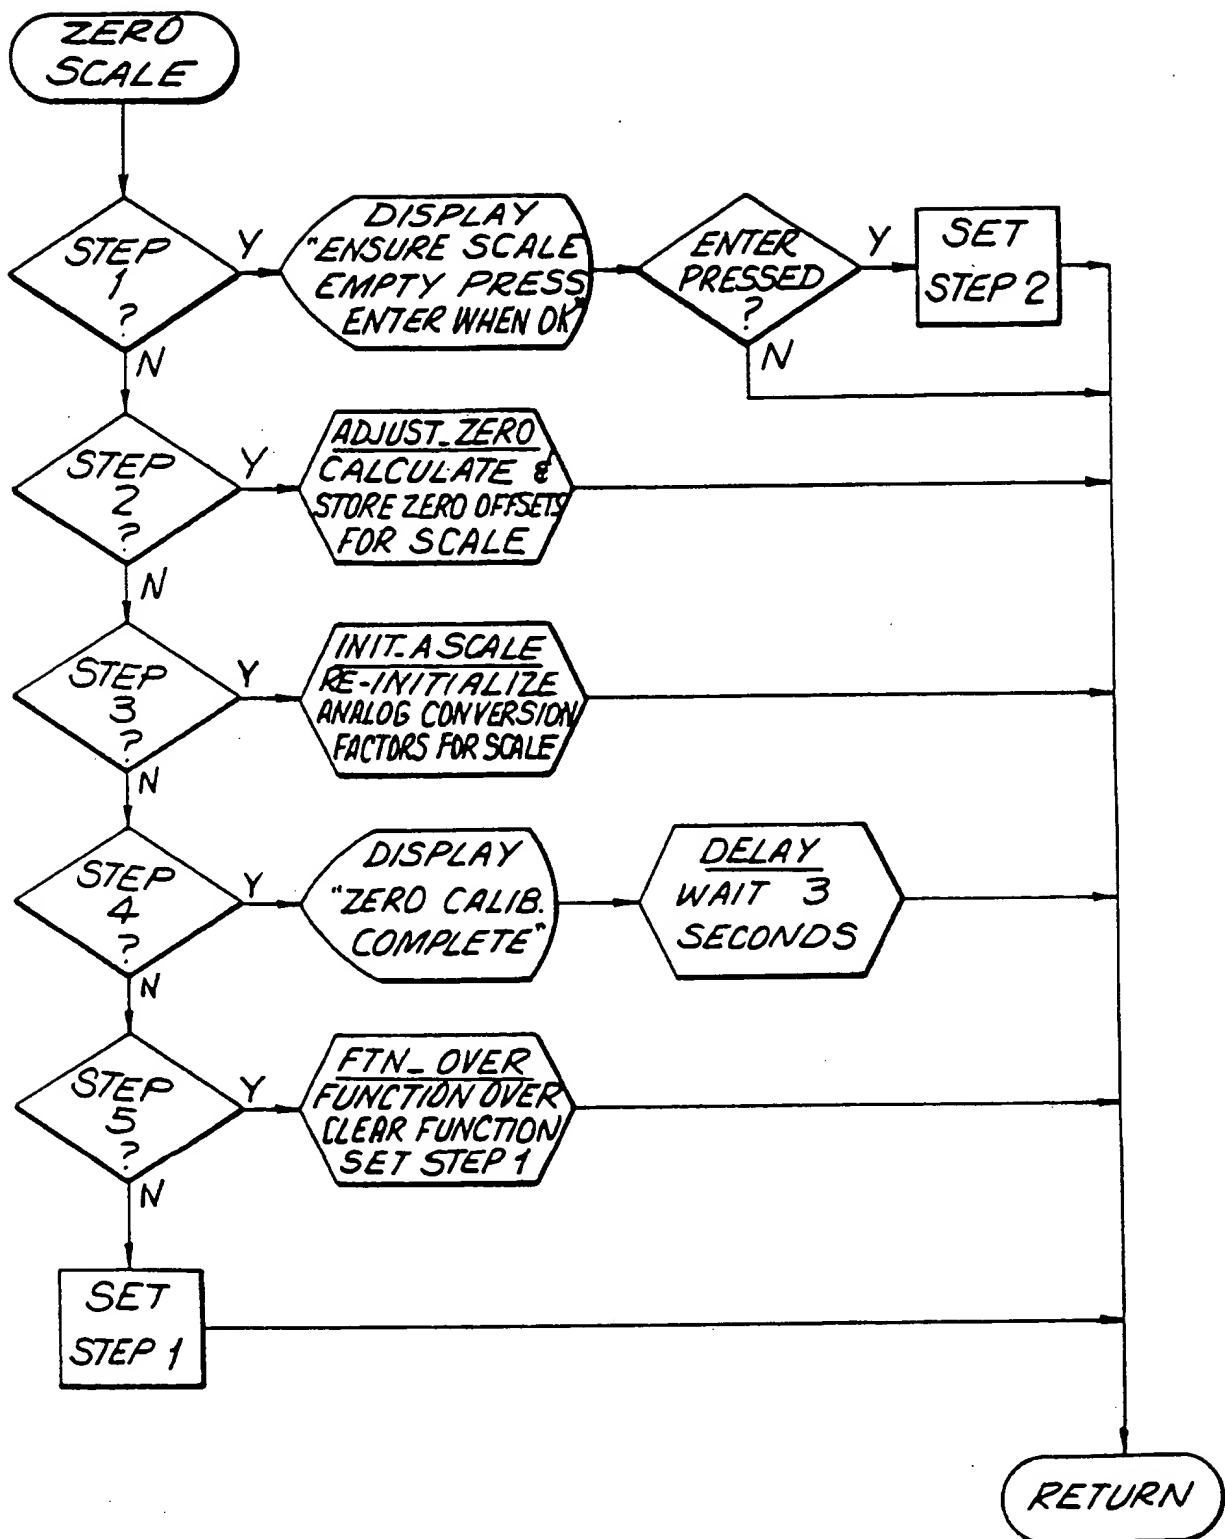 ZERO
SCALE
STEP
1
?
Y
DISPLAY
"ENSURE SCALE
EMPTY PRESS
ENTER WHEN OK"
ENTER
PRESSED
?
Y
SET
STEP 2
N
N
STEP
2
?
Y
ADJUST_ZERO
CALCULATE &
STORE ZERO OFFSETS
FOR SCALE
N
STEP
3
?
Y
INIT_ASCALE
RE-INITIALIZE
ANALOG CONVERSION
FACTORS FOR SCALE
N
STEP
4
?
Y
DISPLAY
"ZERO CALIB.
COMPLETE"
DELAY
WAIT 3
SECONDS
N
STEP
5
?
Y
FTN_OVER
FUNCTION OVER
CLEAR FUNCTION
SET STEP 1
N
SET
STEP 1
RETURN